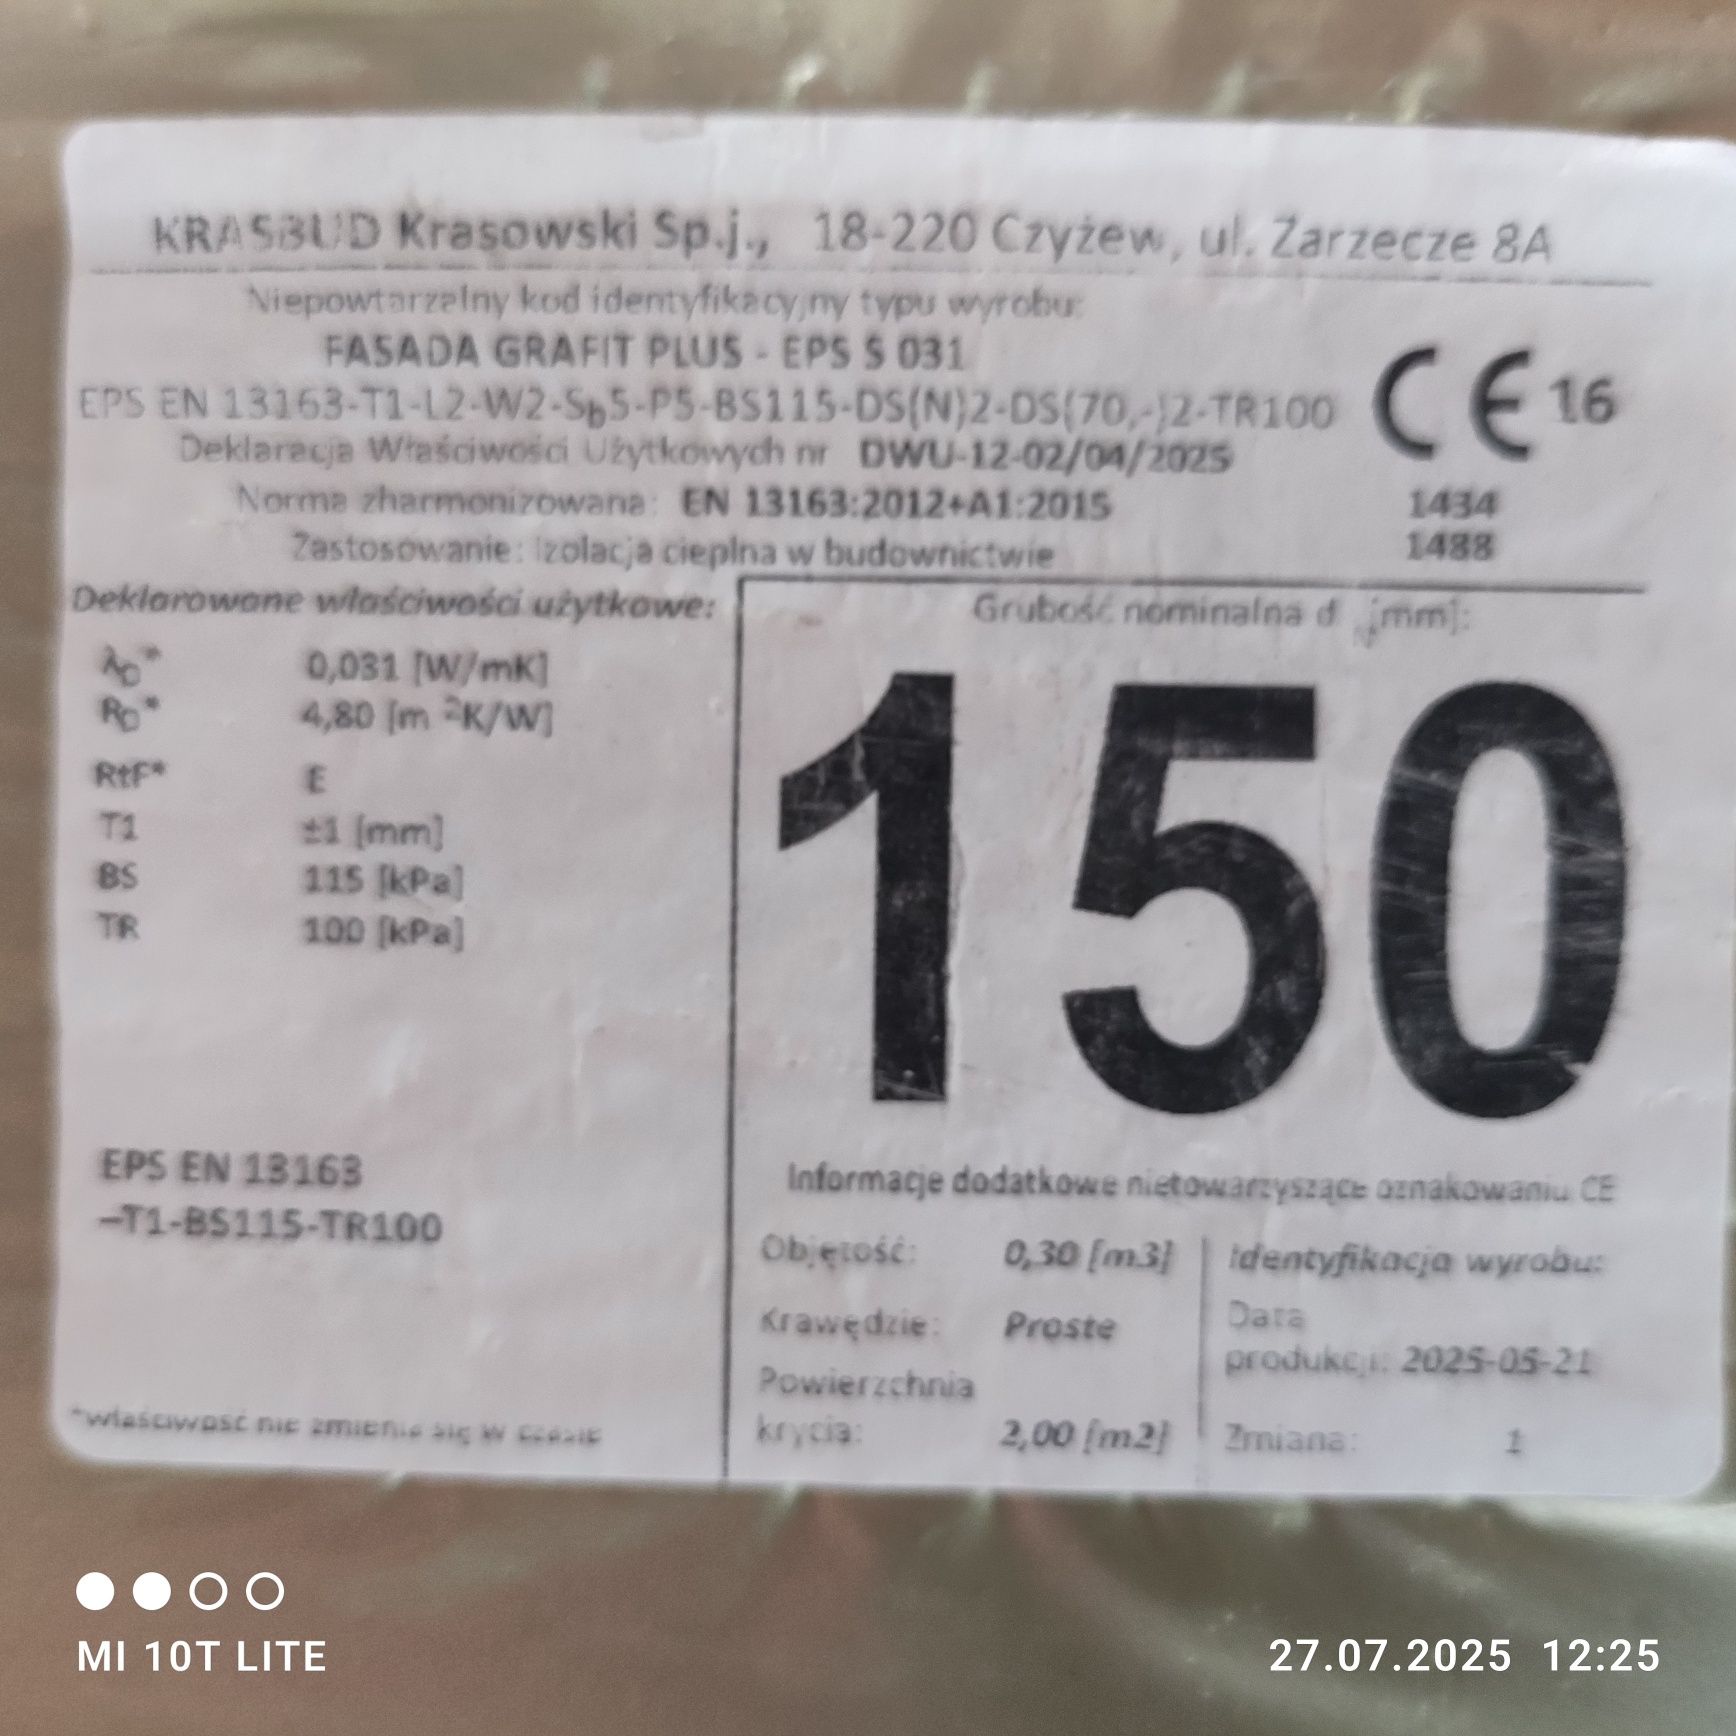 KRASBUD Krasowski Sp.j., 18-220 Czyżew, ul. Zarzecze 8A
Niepowtarzalny kod identyfikacyjny typu wyrobu:
FASADA GRAFIT PLUS - EPS S 031
EPS EN 13163-T1-L2-W2-Sb5-P5-BS115-DS(N)2-DS(70,-)2-TR100
CE 16
Deklaracja Właściwości Użytkowych nr DWU-12-02/04/2025
Norma zharmonizowana: EN 13163:2012+A1:2015
1434
Zastosowanie: Izolacja cieplna w budownictwie
1488
Deklarowane właściwości użytkowe:
λD* 0,031 [W/mK]
RD* 4,80 [m ²K/W]
RtF* E
T1 ±1 [mm]
BS 115 [kPa]
TR 100 [kPa]
EPS EN 13163
–T1-BS115-TR100
*właściwość nie zmienia się w czasie
Grubość nominalna d [mm]:
150
Informacje dodatkowe nietowarzyszące oznakowaniu CE
Objętość: 0,30 [m3]
Krawędzie: Proste
Powierzchnia
krycia: 2,00 [m2]
Identyfikacja wyrobu:
Data
produkcji: 2025-05-21
Zmiana: 1
MI 10T LITE
27.07.2025 12:25